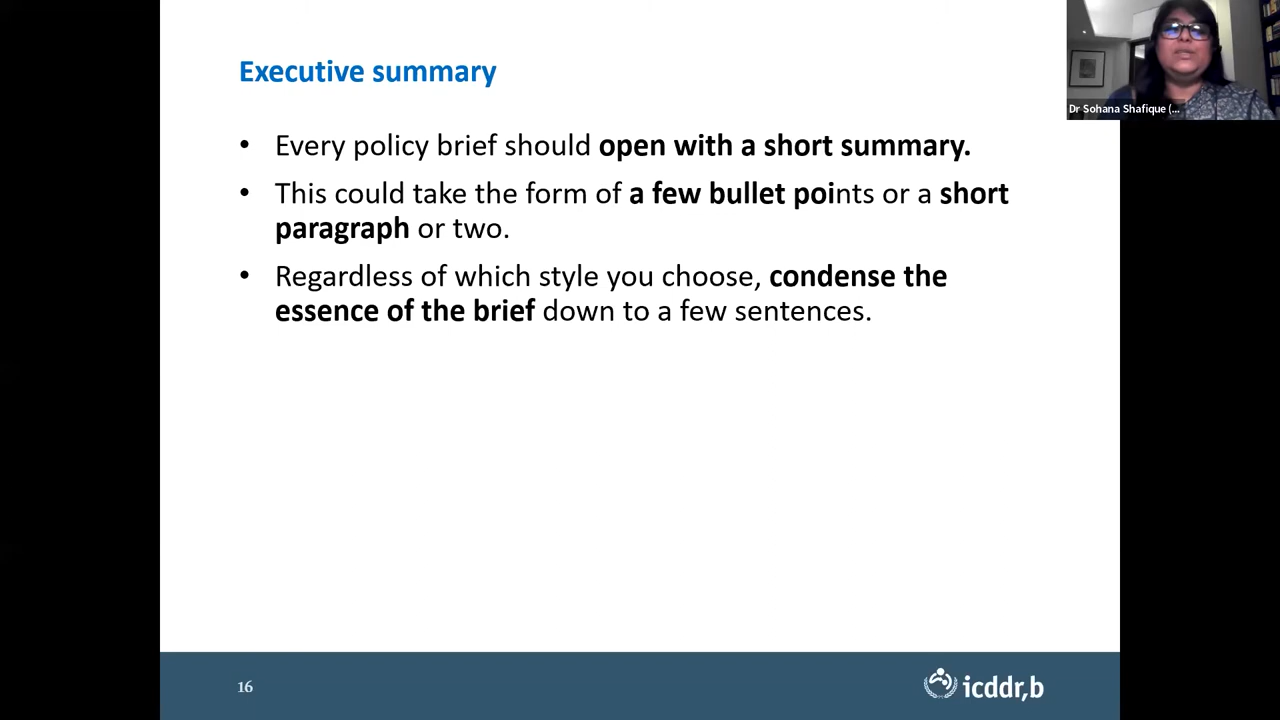 Executive summary
Dr Sohana Shafique (...
• Every policy brief should open with a short summary.
• This could take the form of a few bullet points or a short
paragraph or two.
• Regardless of which style you choose, condense the
essence of the brief down to a few sentences.
16
icddr,b